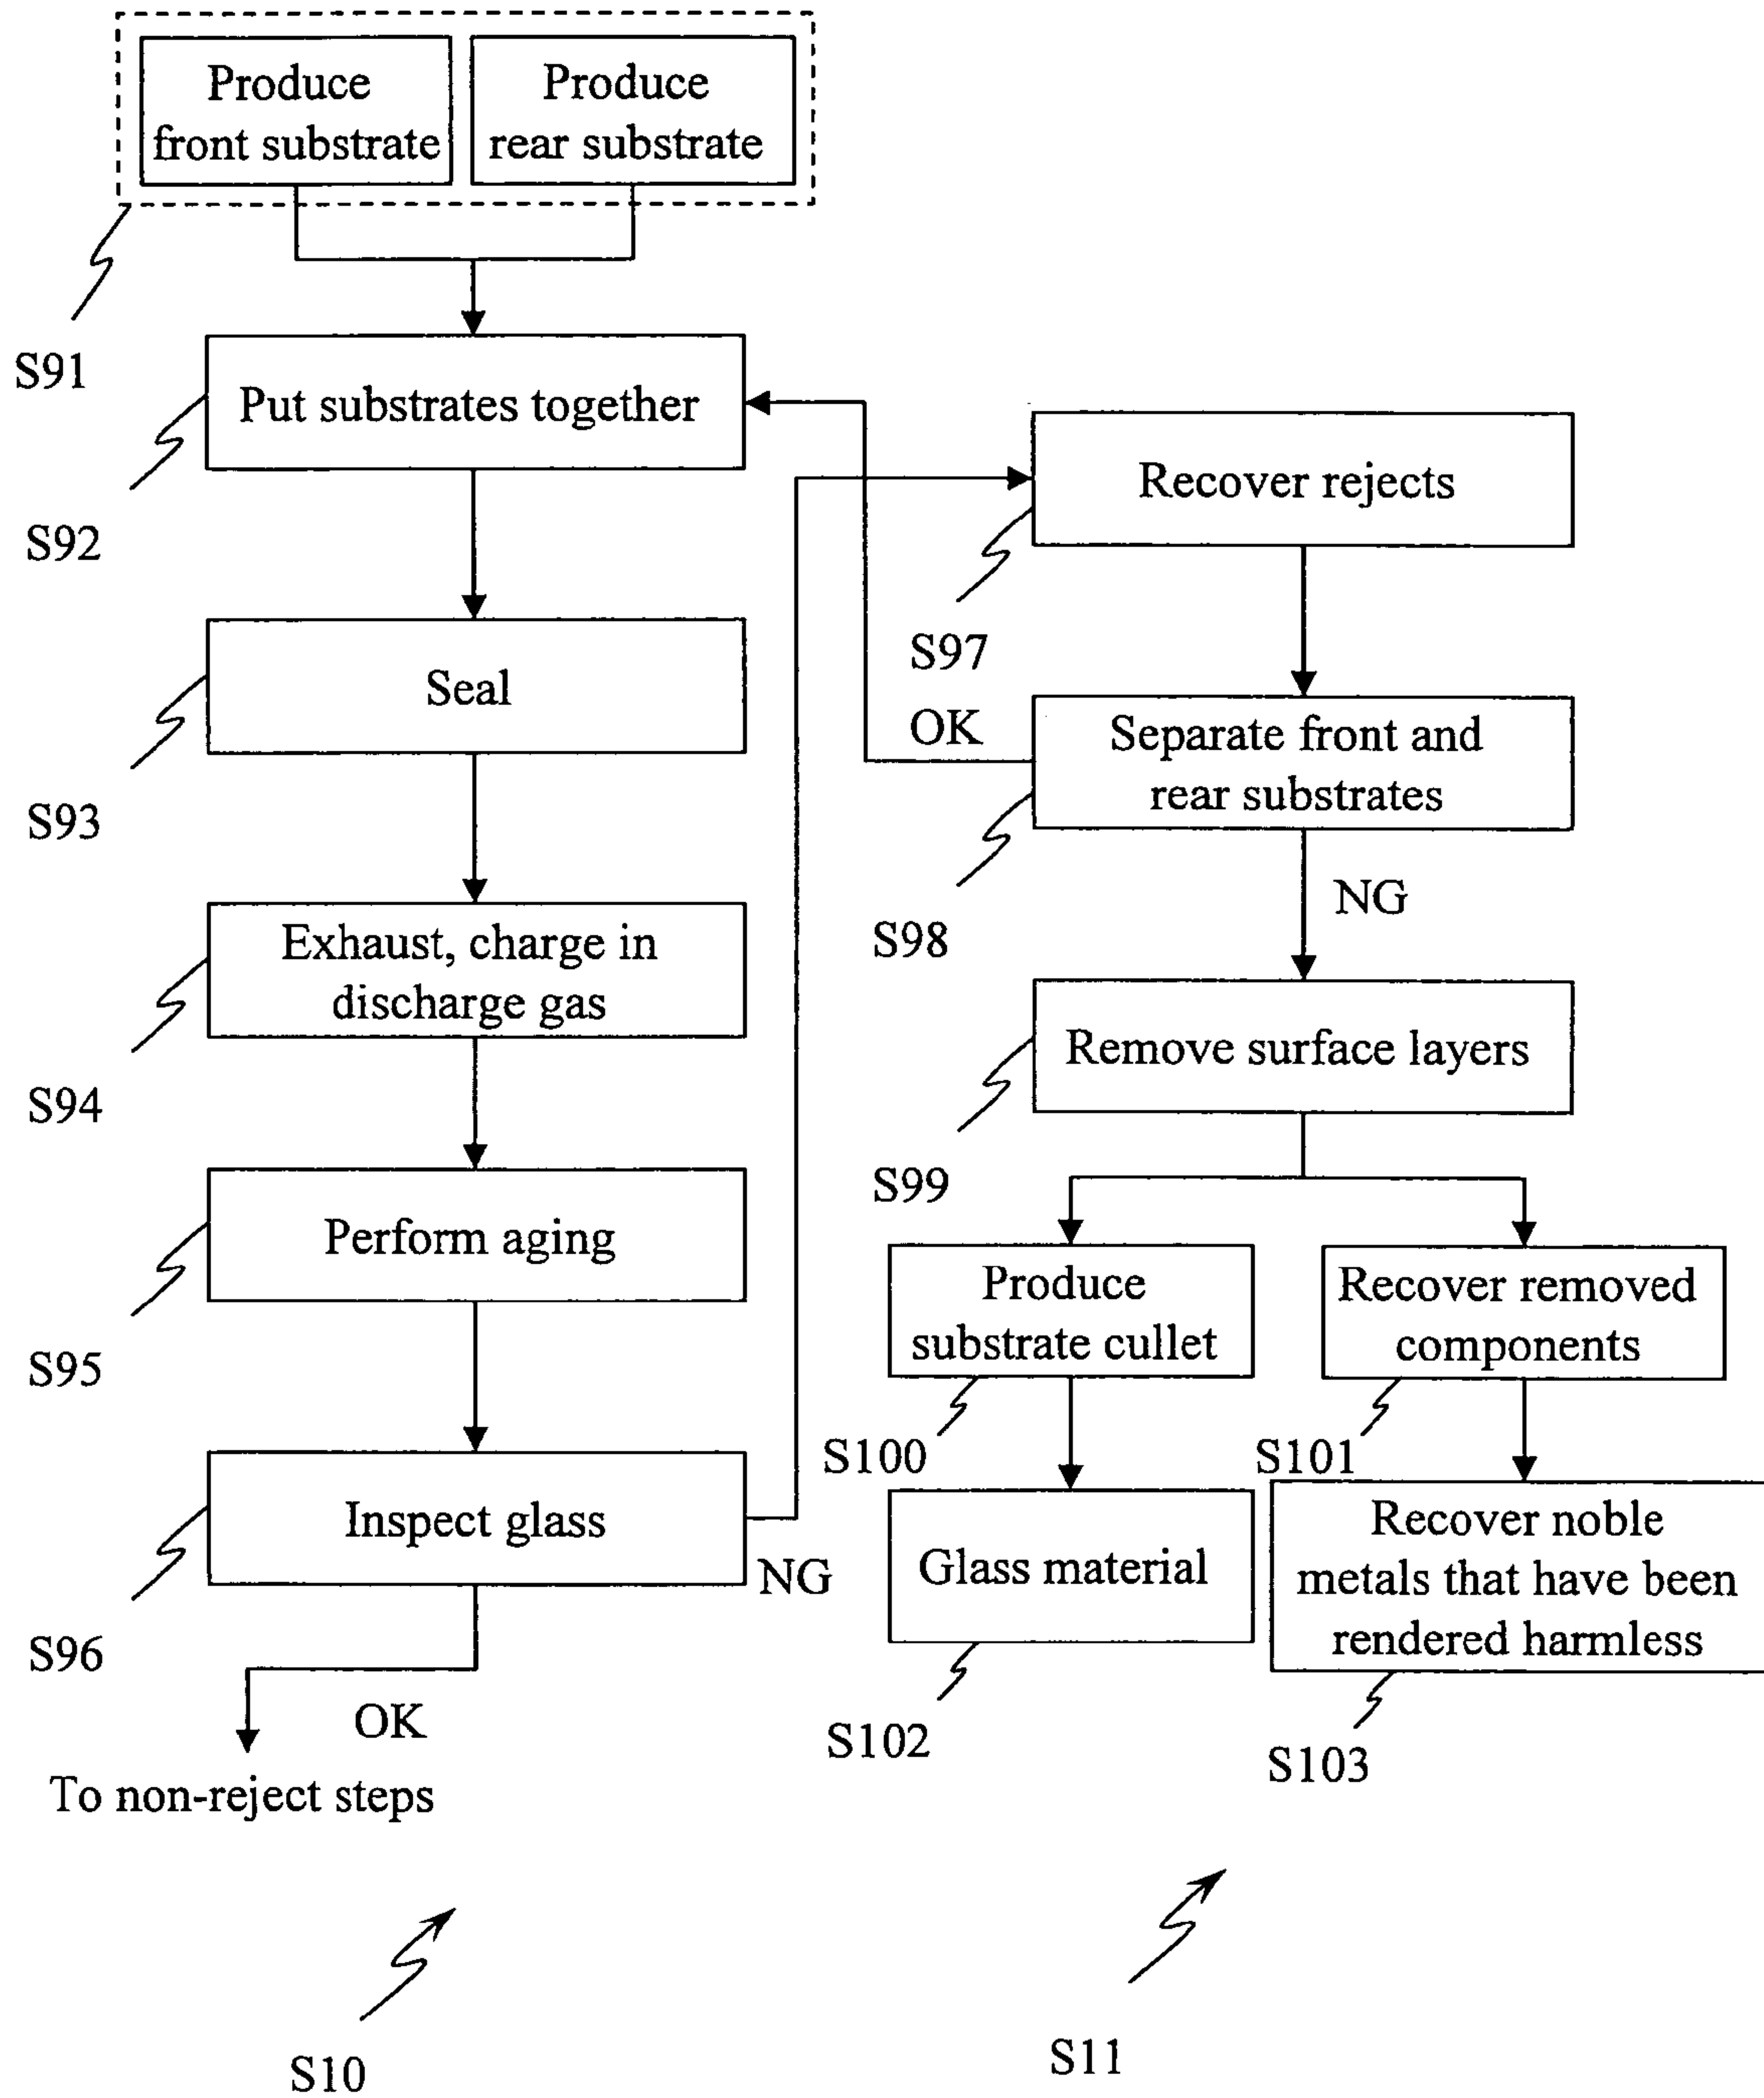 Produce
front substrate
Produce
rear substrate
S91
Put substrates together
S92
Seal
S93
Exhaust, charge in
discharge gas
S94
Perform aging
S95
Inspect glass
NG
S96
OK
To non-reject steps
S10
Recover rejects
S97
OK
Separate front and
rear substrates
S98
NG
Remove surface layers
S99
Produce
substrate cullet
S100
Recover removed
components
S101
Glass material
S102
Recover noble
metals that have been
rendered harmless
S103
S11